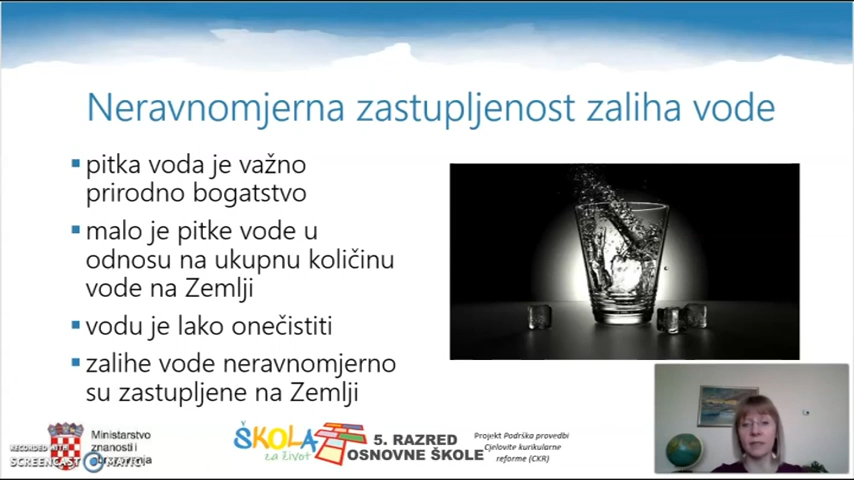 Neravnomjerna zastupljenost zaliha vode
pitka voda je važno
prirodno bogatstvo
malo je pitke vode u
odnosu na ukupnu količinu
vode na Zemlji
vodu je lako onečistiti
zalihe vode neravnomjerno
su zastupljene na Zemlji
Ministarstvo
znanosti i
RECORDED WITH
SCREENCAST MATIC
ŠKOLA
za život
5. RAZRED
OSNOVNE ŠKOLE
Projekt Podrška provedbi
Cjelovite kurikularne
reforme (CKR)